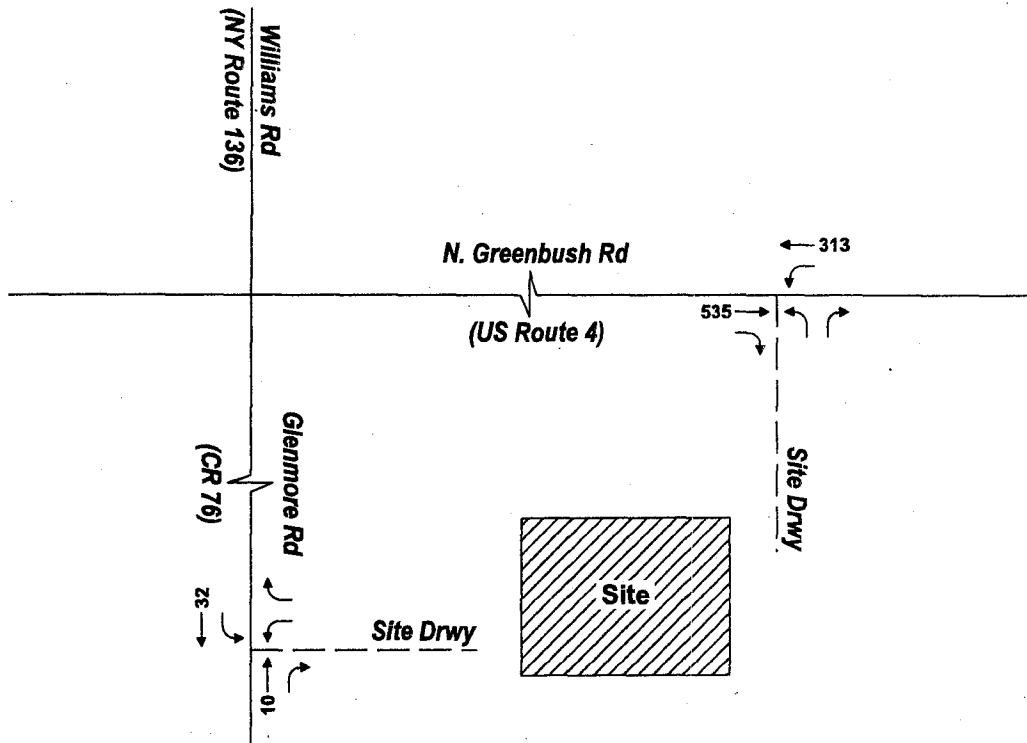 Williams Rd
(NY Route 136)
N. Greenbush Rd
(US Route 4)
313
535
Glenmore Rd
(CR 76)
Site Drwy
Site
32
Site Drwy
10